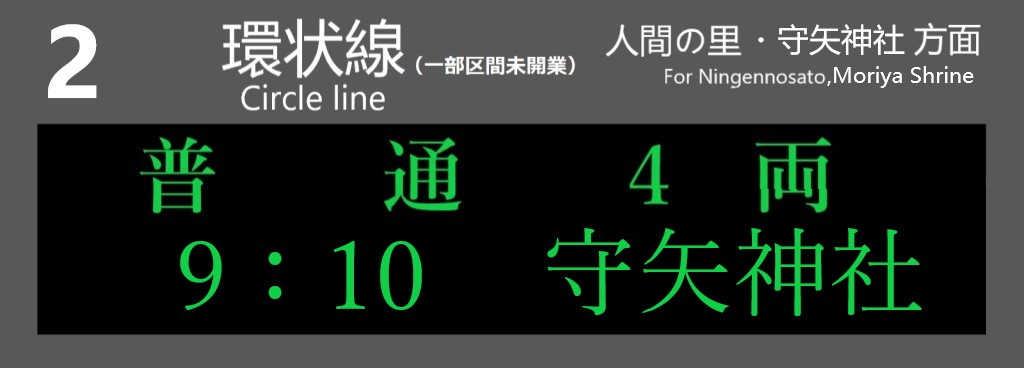 2
環状線(一部区間未開業)
Circle line
人間の里・守矢神社 方面
For Ningennosato,Moriya Shrine
普通 4両
9:10 守矢神社